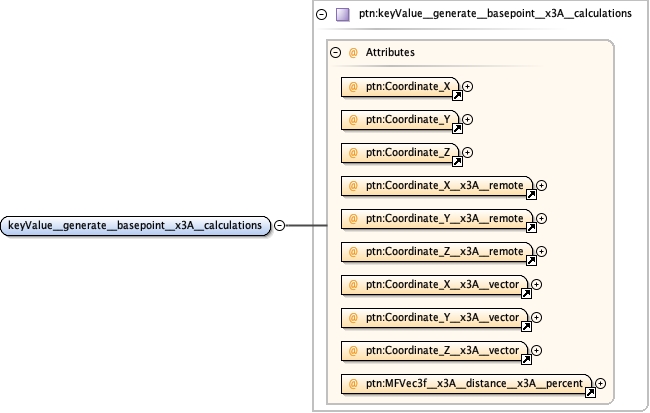 ptn:keyValue__generate__basepoint__x3A__calculations
@ Attributes
@ ptn:Coordinate_X
@ ptn:Coordinate_Y
@ ptn:Coordinate_Z
@ ptn:Coordinate_X__x3A__remote
@ ptn:Coordinate_Y__x3A__remote
keyValue__generate__basepoint__x3A__calculations
@ ptn:Coordinate_Z__x3A__remote
@ ptn:Coordinate_X__x3A__vector
@ ptn:Coordinate_Y__x3A__vector
@ ptn:Coordinate_Z__x3A__vector
@ ptn:MFVec3f__x3A__distance__x3A__percent